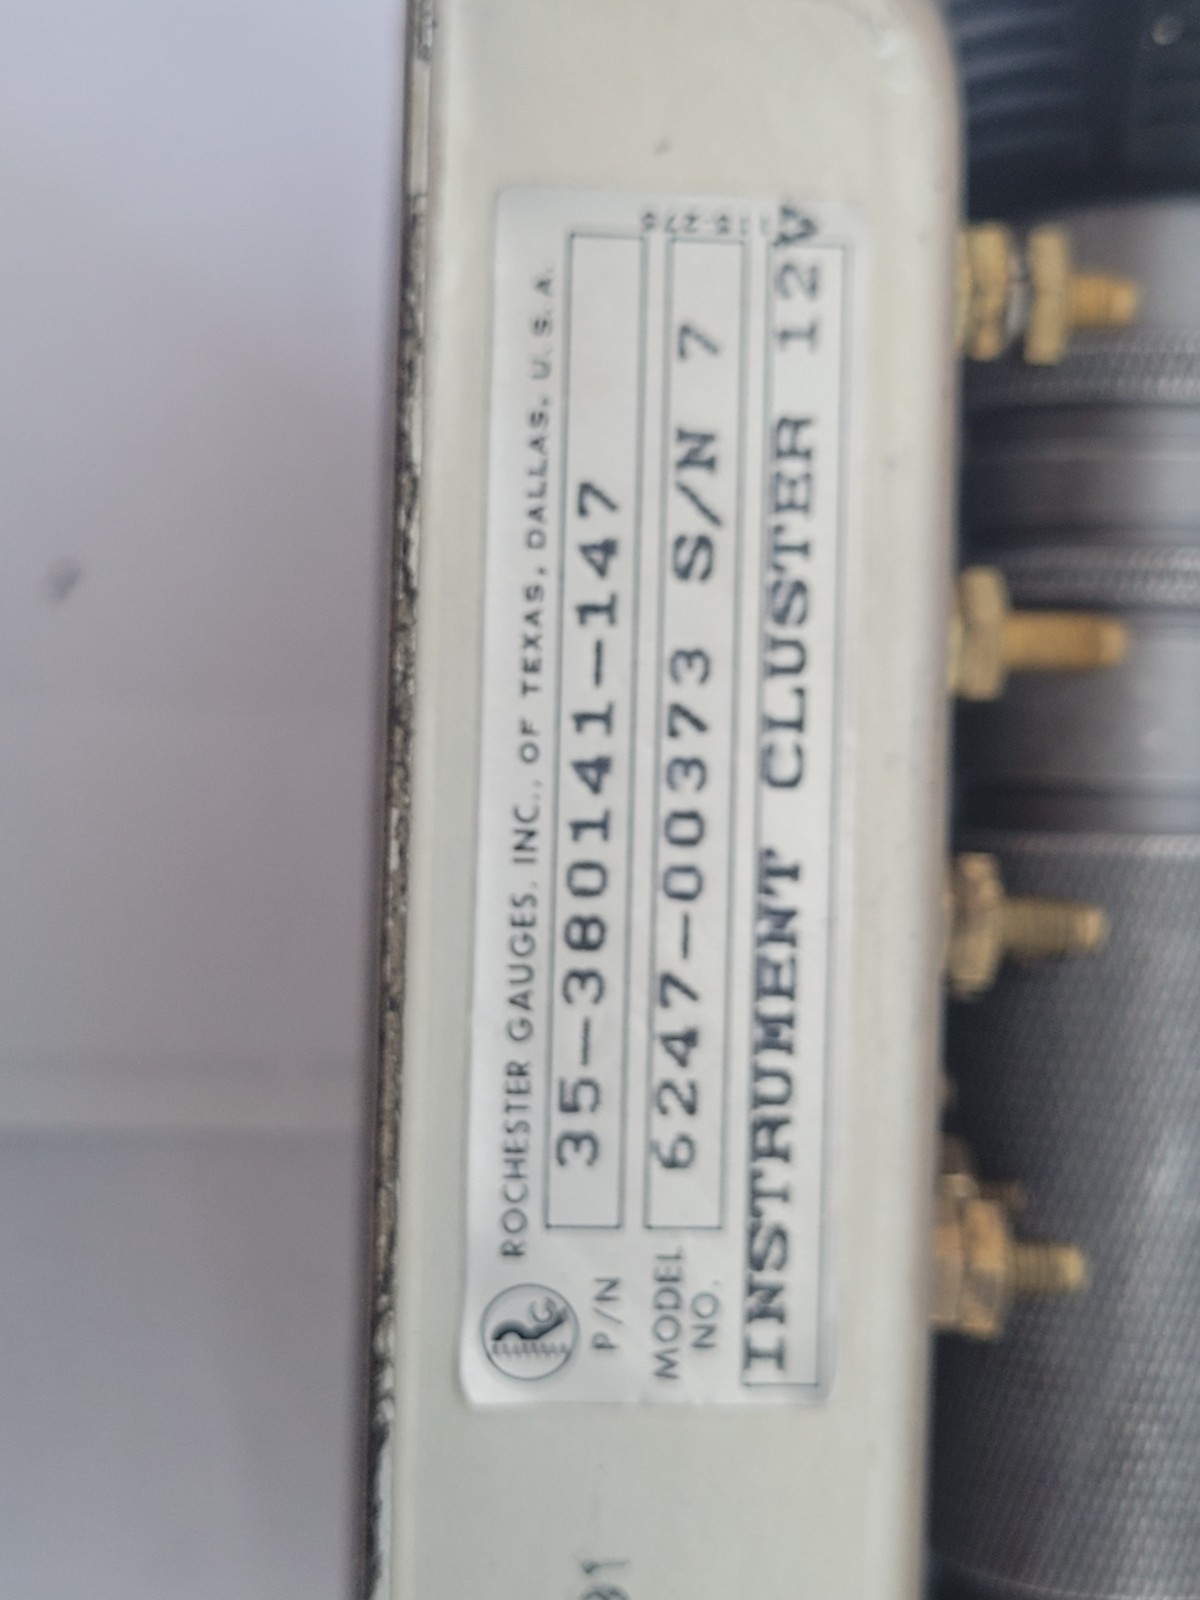 ROCHESTER GAUGES, INC., OF TEXAS, DALLAS, U.S.A.
P/N 35-380141-147
MODEL NO. 6247-00373 S/N 7
INSTRUMENT CLUSTER 12V